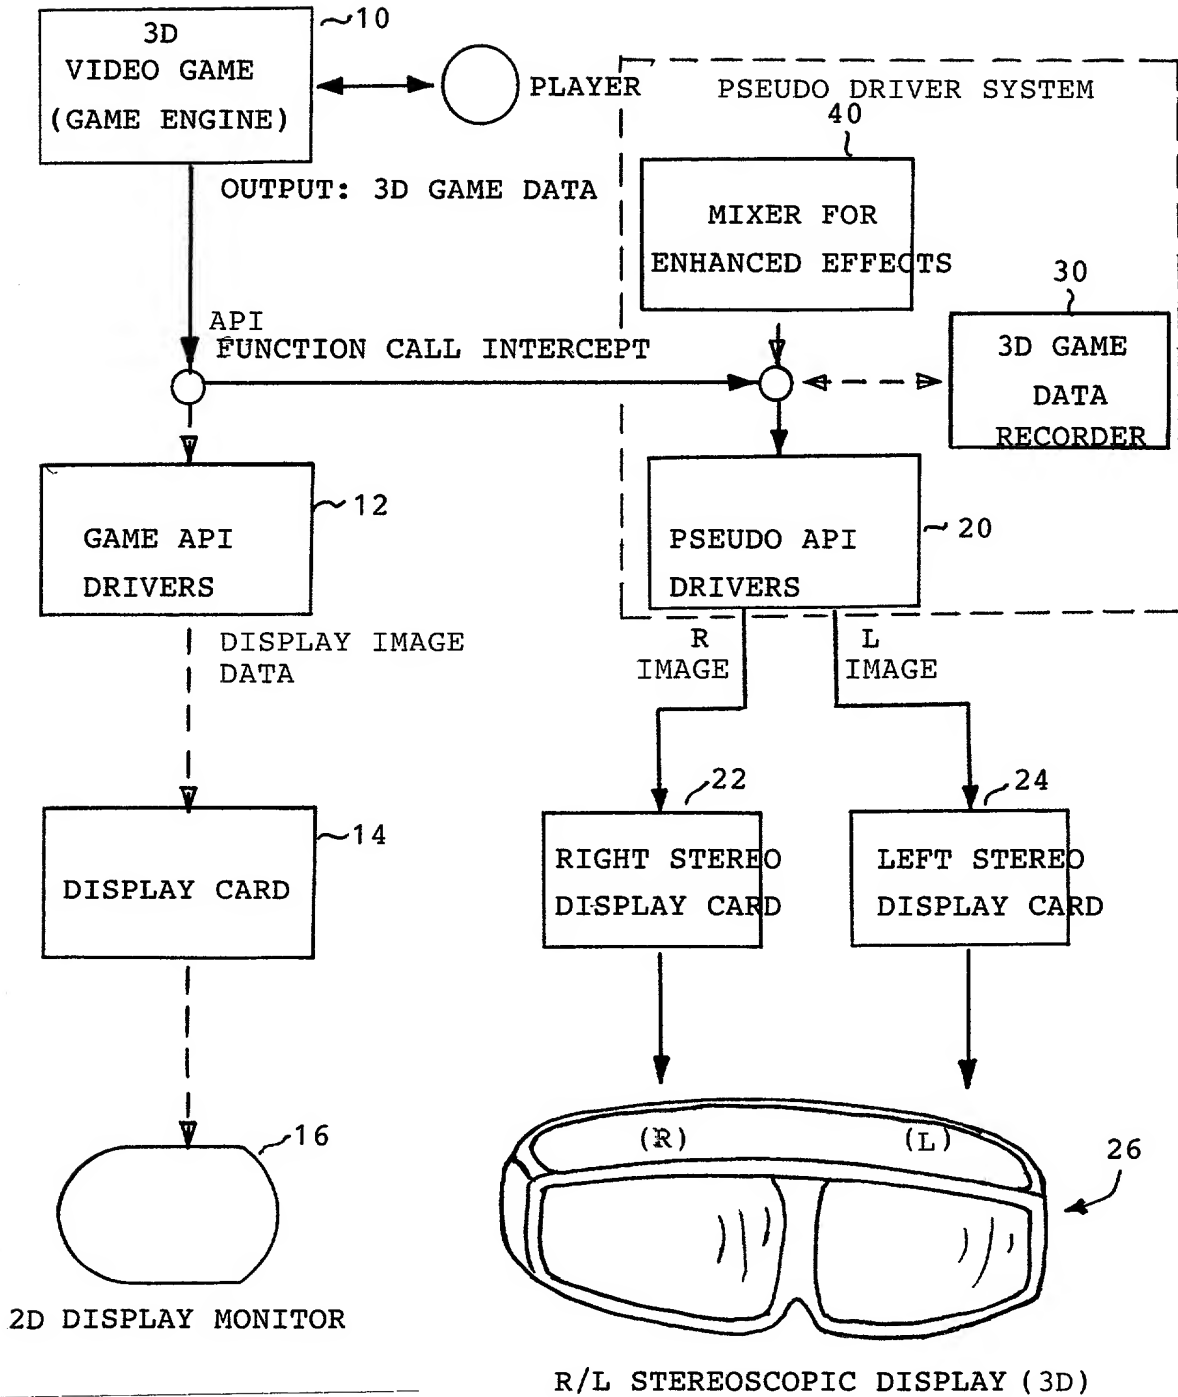 10
3D
VIDEO GAME
(GAME ENGINE)
PLAYER
PSEUDO DRIVER SYSTEM
40
OUTPUT: 3D GAME DATA
MIXER FOR
ENHANCED EFFECTS
30
API
FUNCTION CALL INTERCEPT
3D GAME
DATA
RECORDER
12
GAME API
DRIVERS
20
PSEUDO API
DRIVERS
DISPLAY IMAGE
DATA
R
IMAGE
L
IMAGE
22
24
14
DISPLAY CARD
RIGHT STEREO
DISPLAY CARD
LEFT STEREO
DISPLAY CARD
16
(R)
(L)
26
2D DISPLAY MONITOR
R/L STEREOSCOPIC DISPLAY (3D)